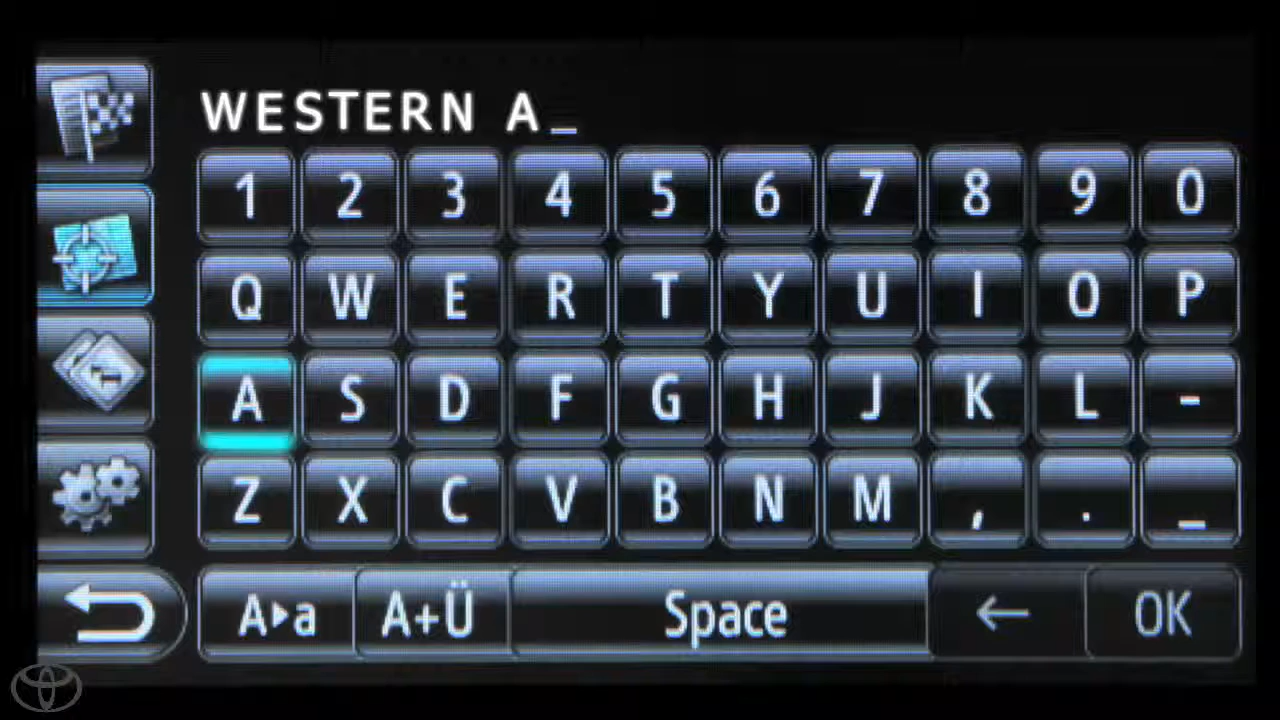 WESTERN A_
1 2 3 4 5 6 7 8 9 0
Q W E R T Y U I O P
A S D F G H J K L -
Z X C V B N M , . _
A▸a A+Ü Space ← OK